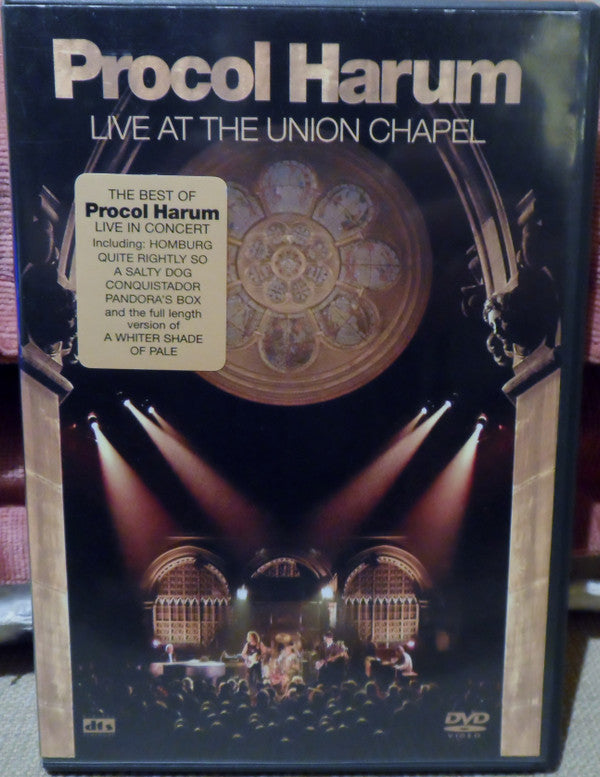 Procol Harum
LIVE AT THE UNION CHAPEL
THE BEST OF
Procol Harum
LIVE IN CONCERT
Including: HOMBURG
QUITE RIGHTLY SO
A SALTY DOG
CONQUISTADOR
PANDORA'S BOX
and the full length
version of
A WHITER SHADE
OF PALE
dts
DVD
VIDEO